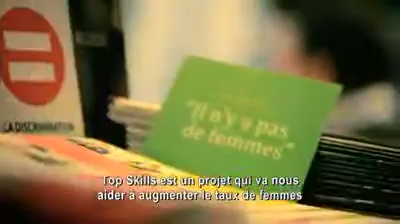 LA DISCRIMINATION
"Il n'y a pas
de femmes"
Top Skills est un projet qui va nous
aider à augmenter le taux de femmes